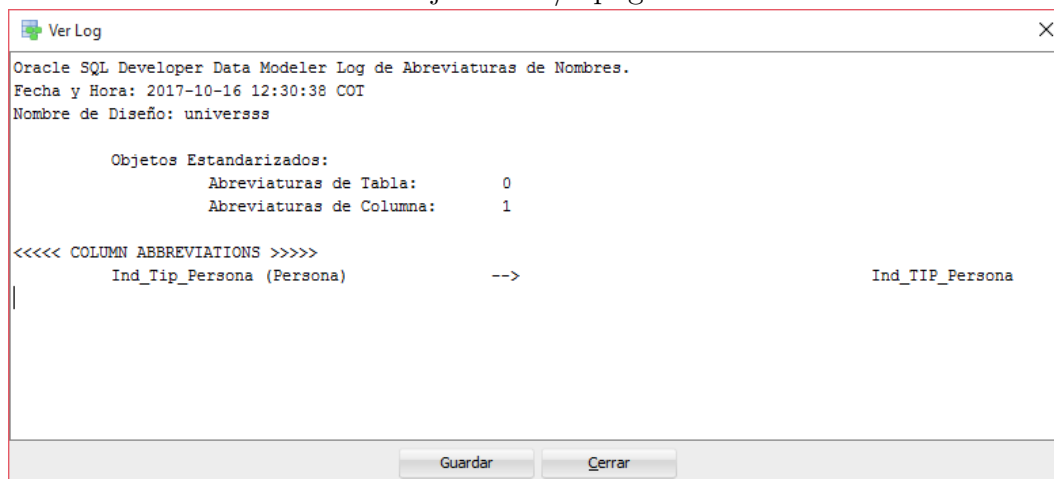 Ver Log
Oracle SQL Developer Data Modeler Log de Abreviaturas de Nombres.
Fecha y Hora: 2017-10-16 12:30:38 COT
Nombre de Diseño: universss
Objetos Estandarizados:
Abreviaturas de Tabla: 0
Abreviaturas de Columna: 1
<<<<< COLUMN ABBREVIATIONS >>>>>
Ind_Tip_Persona (Persona) --> Ind_TIP_Persona
Guardar Cerrar